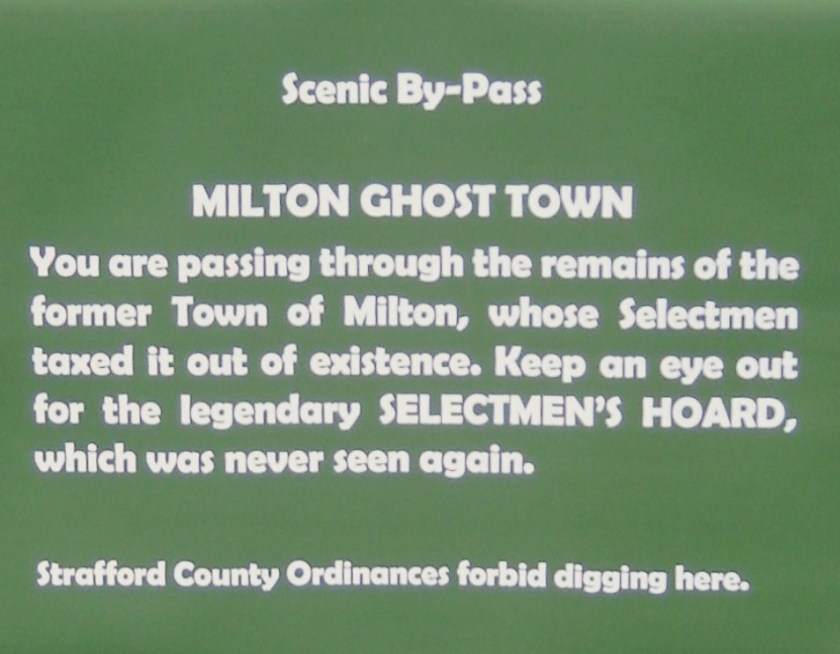 Scenic By-Pass
MILTON GHOST TOWN
You are passing through the remains of the
former Town of Milton, whose Selectmen
taxed it out of existence. Keep an eye out
for the legendary SELECTMEN'S HOARD,
which was never seen again.
Strafford County Ordinances forbid digging here.